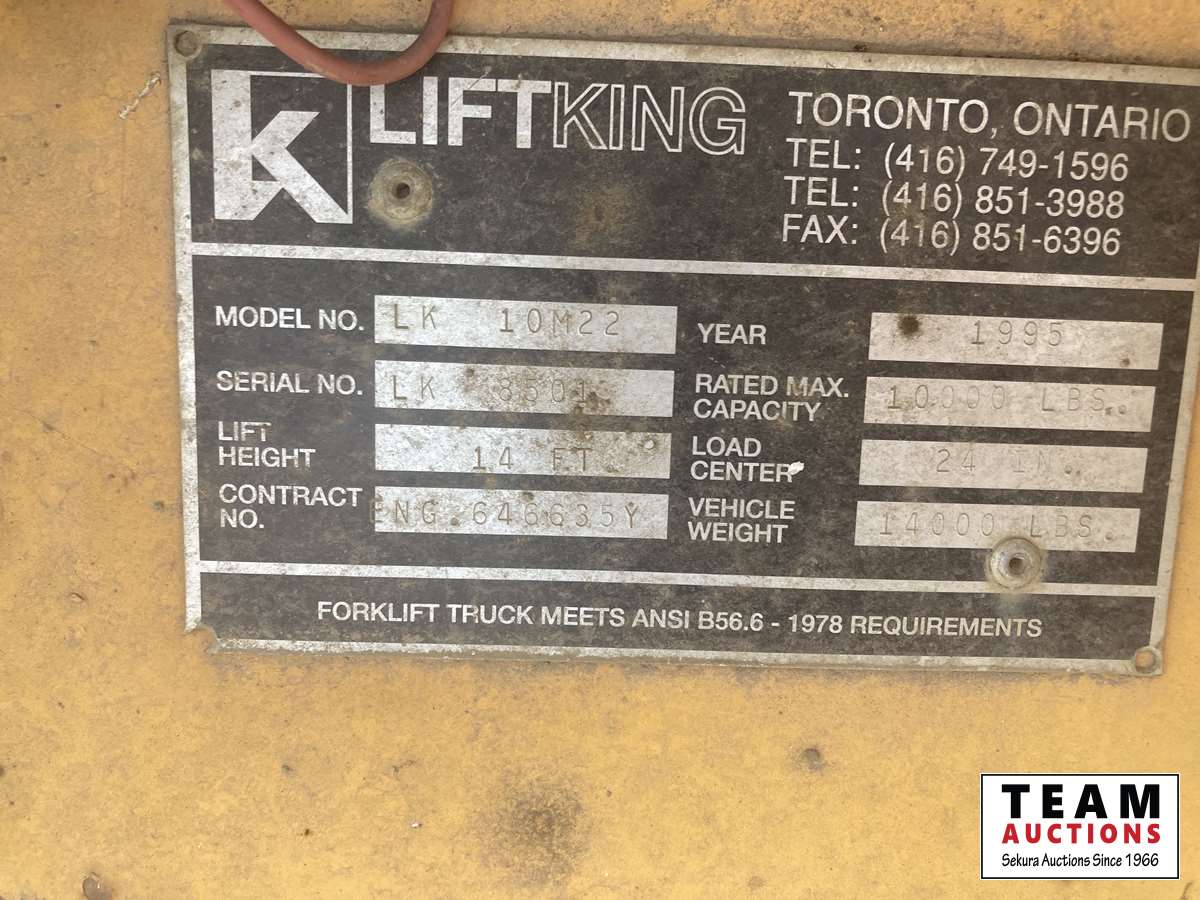 LIFTKING
TORONTO, ONTARIO
TEL: (416) 749-1596
TEL: (416) 851-3988
FAX: (416) 851-6396
MODEL NO. LK 10M22
YEAR 1995
SERIAL NO. LK
RATED MAX. CAPACITY 10000 LBS.
LIFT HEIGHT 14 FT.
LOAD CENTER 24 IN.
CONTRACT NO. ENG.646635Y
VEHICLE WEIGHT 14000 LBS.
FORKLIFT TRUCK MEETS ANSI B56.6 - 1978 REQUIREMENTS
TEAM
AUCTIONS
Sekura Auctions Since 1966